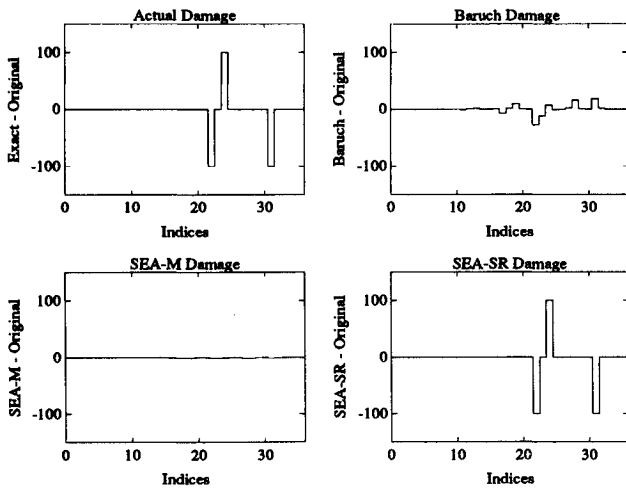 Actual Damage
Exact - Original
100
0
-100
0
10
20
30
Indices
Baruch Damage
Baruch - Original
100
0
-100
0
10
20
30
Indices
SEA-M Damage
SEA-M - Original
100
0
-100
0
10
20
30
Indices
SEA-SR Damage
SEA-SR - Original
100
0
-100
0
10
20
30
Indices